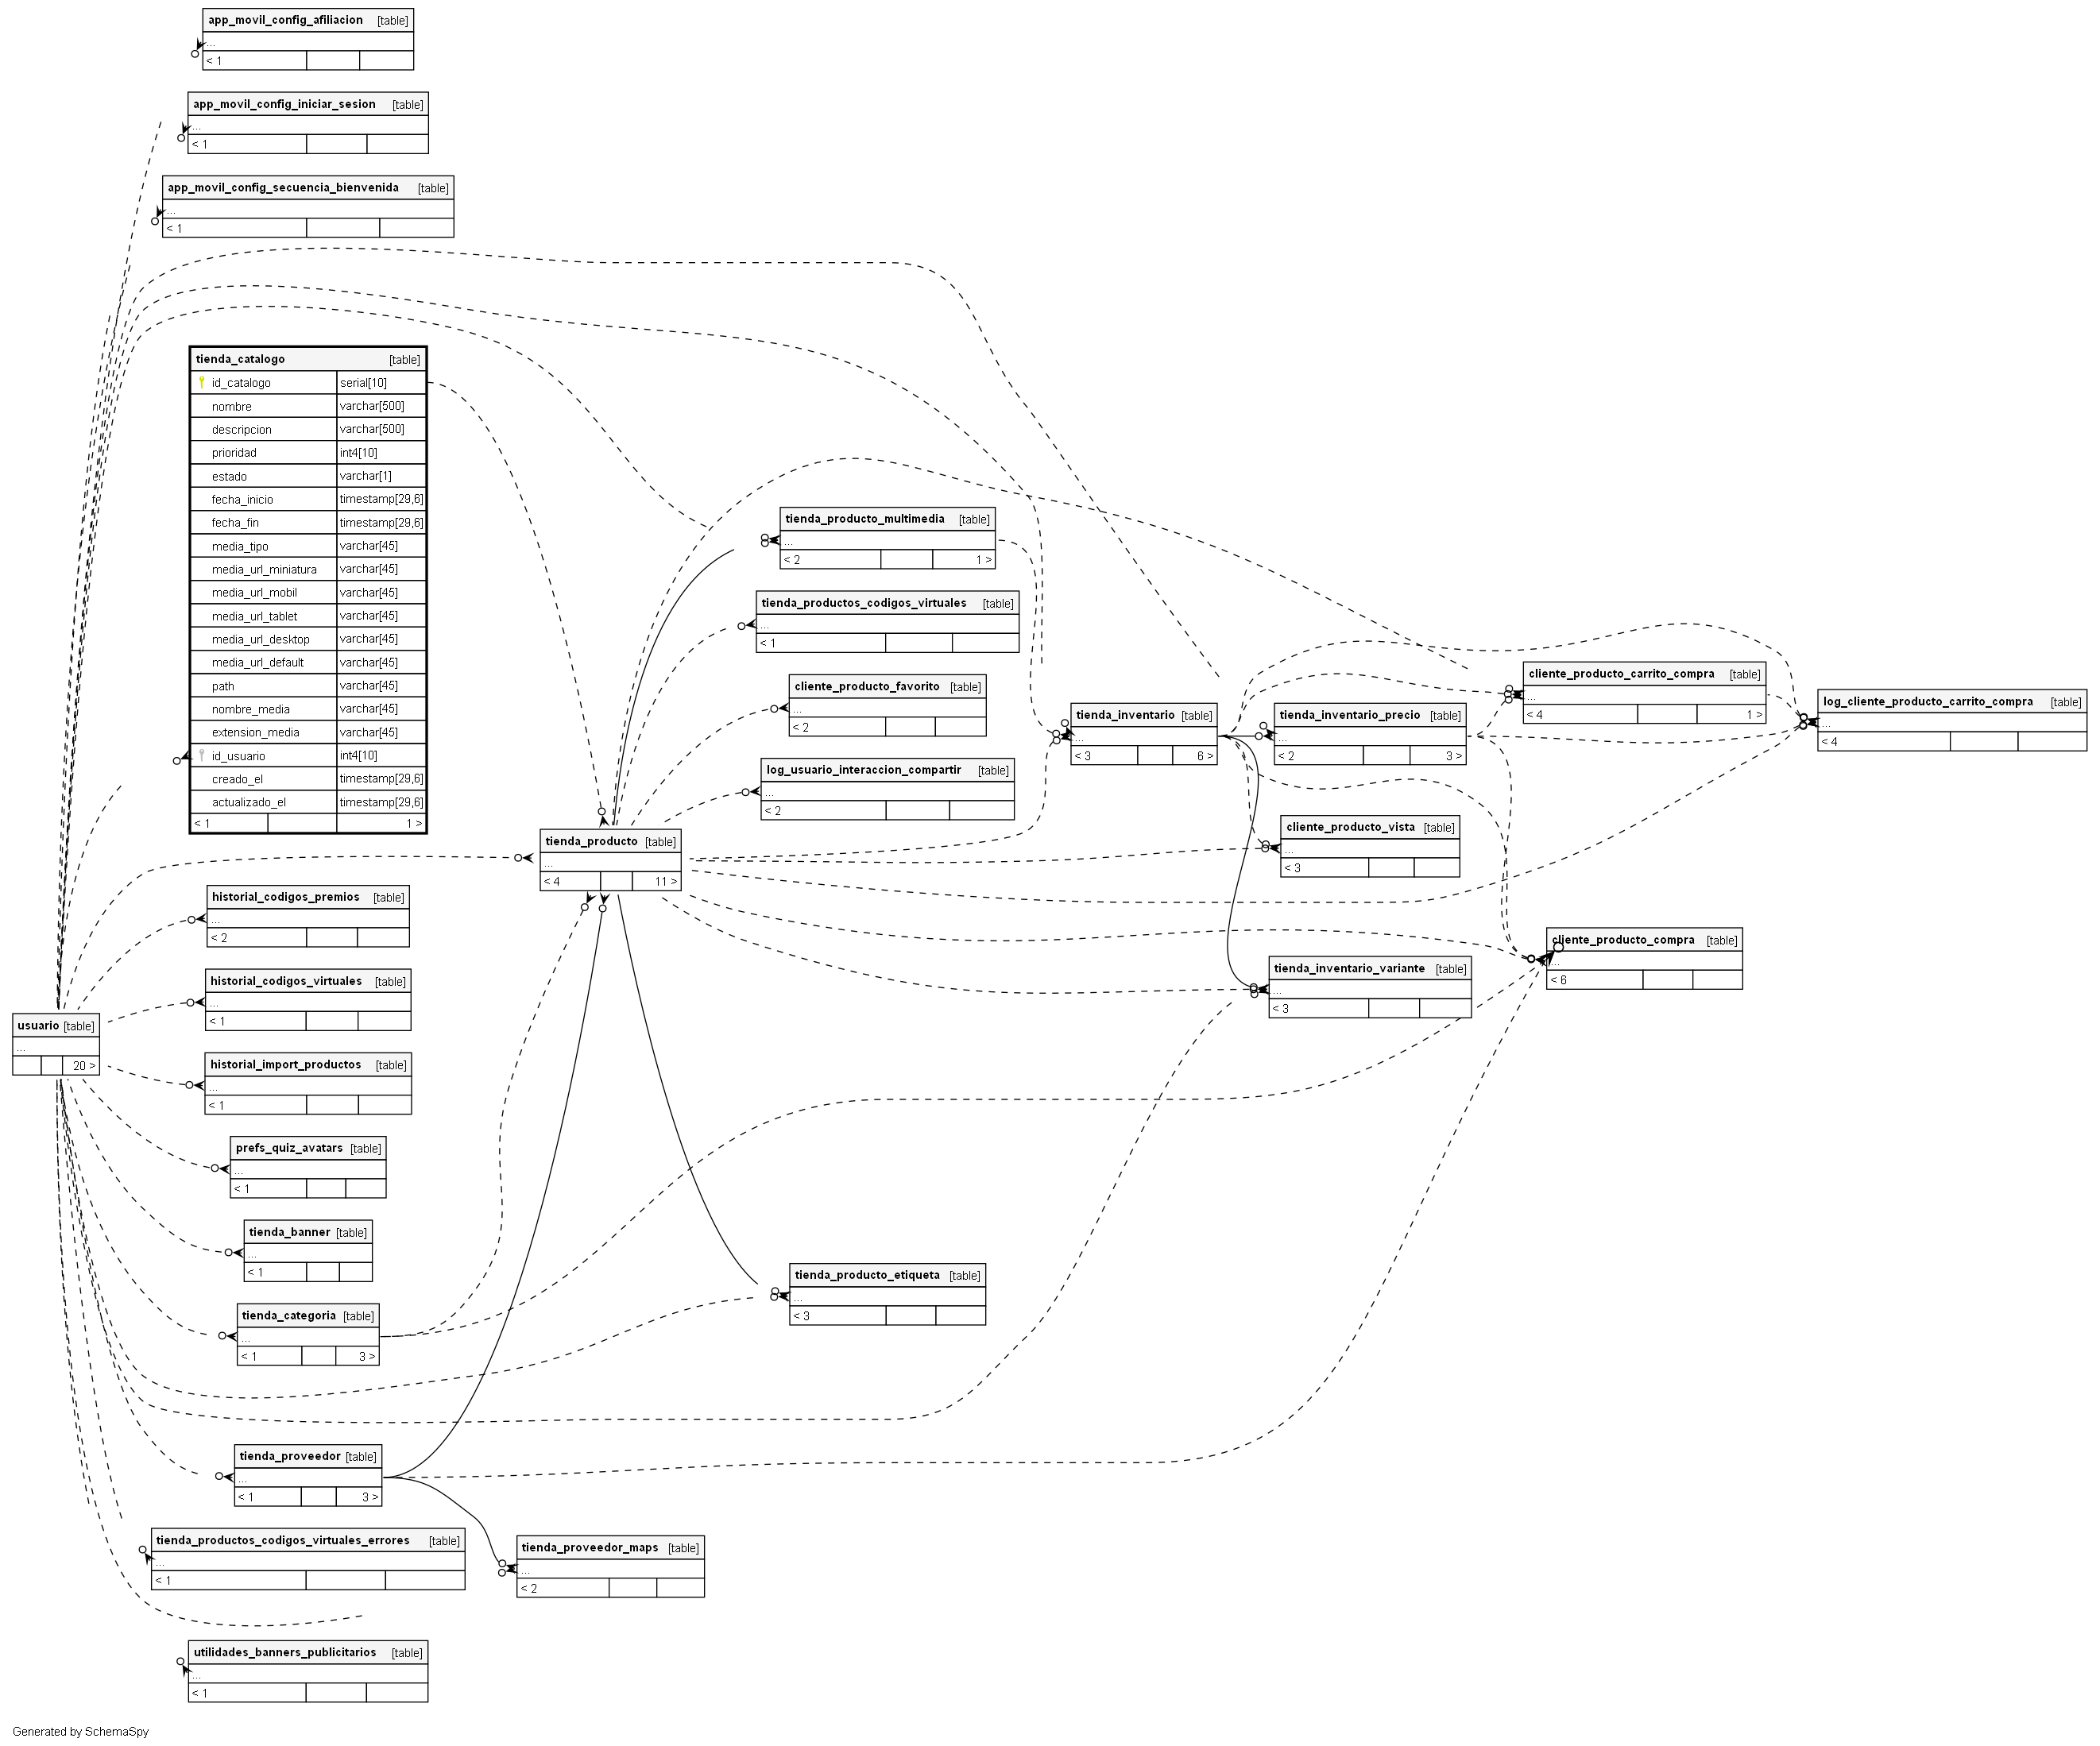 app_movil_config_afiliacion [table]
...
< 1
app_movil_config_iniciar_sesion [table]
...
< 1
app_movil_config_secuencia_bienvenida [table]
...
< 1
tienda_catalogo [table]
id_catalogo serial[10]
nombre varchar[500]
descripcion varchar[500]
prioridad int4[10]
estado varchar[1]
fecha_inicio timestamp[29,6]
fecha_fin timestamp[29,6]
media_tipo varchar[45]
media_url_miniatura varchar[45]
media_url_mobil varchar[45]
media_url_tablet varchar[45]
media_url_desktop varchar[45]
media_url_default varchar[45]
path varchar[45]
nombre_media varchar[45]
extension_media varchar[45]
id_usuario int4[10]
creado_el timestamp[29,6]
actualizado_el timestamp[29,6]
< 1 1 >
tienda_producto_multimedia [table]
...
< 2 1 >
tienda_productos_codigos_virtuales [table]
...
< 1
cliente_producto_favorito [table]
...
< 2
log_usuario_interaccion_compartir [table]
...
< 2
tienda_producto [table]
...
< 4 11 >
tienda_inventario [table]
...
< 3 6 >
tienda_inventario_precio [table]
...
< 2 3 >
cliente_producto_carrito_compra [table]
...
< 4 1 >
log_cliente_producto_carrito_compra [table]
...
< 4
cliente_producto_vista [table]
...
< 3
cliente_producto_compra [table]
...
< 6
tienda_inventario_variante [table]
...
< 3
historial_codigos_premios [table]
...
< 2
historial_codigos_virtuales [table]
...
< 1
usuario [table]
...
20 >
historial_import_productos [table]
...
< 1
prefs_quiz_avatars [table]
...
< 1
tienda_banner [table]
...
< 1
tienda_categoria [table]
...
< 1 3 >
tienda_producto_etiqueta [table]
...
< 3
tienda_proveedor [table]
...
< 1 3 >
tienda_productos_codigos_virtuales_errores [table]
...
< 1
tienda_proveedor_maps [table]
...
< 2
utilidades_banners_publicitarios [table]
...
< 1
Generated by SchemaSpy